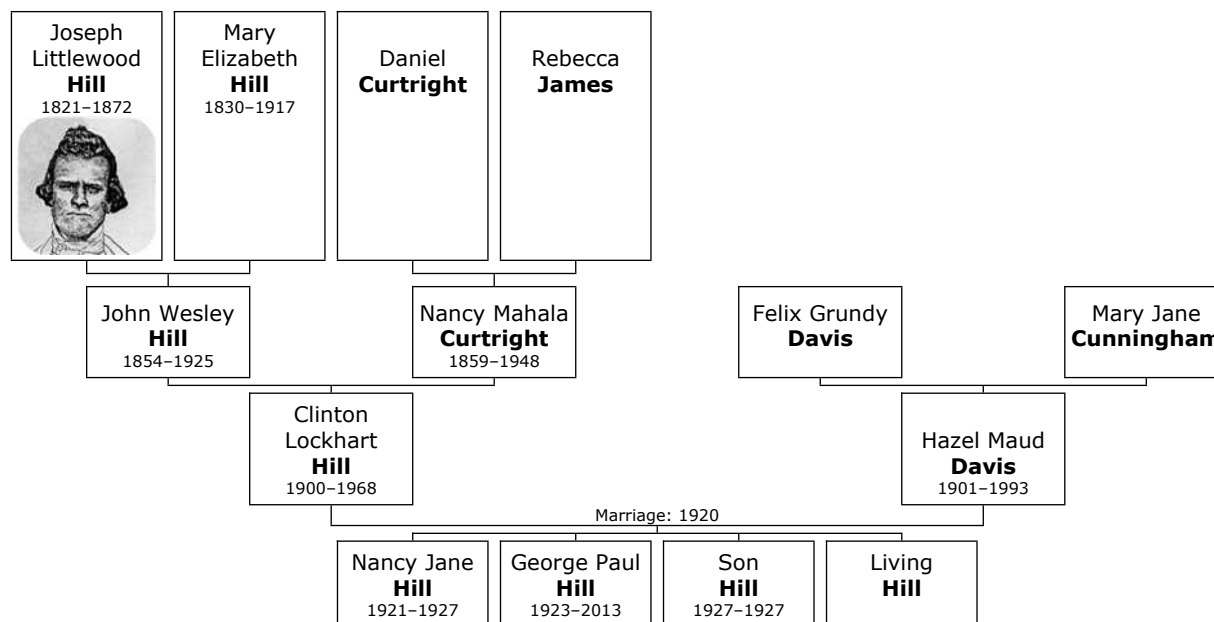 Joseph
Littlewood
Hill
1821–1872
Mary
Elizabeth
Hill
1830–1917
Daniel
Curtright
Rebecca
James
John Wesley
Hill
1854–1925
Nancy Mahala
Curtright
1859–1948
Felix Grundy
Davis
Mary Jane
Cunningham
Clinton
Lockhart
Hill
1900–1968
Hazel Maud
Davis
1901–1993
Marriage: 1920
Nancy Jane
Hill
1921–1927
George Paul
Hill
1923–2013
Son
Hill
1927–1927
Living
Hill